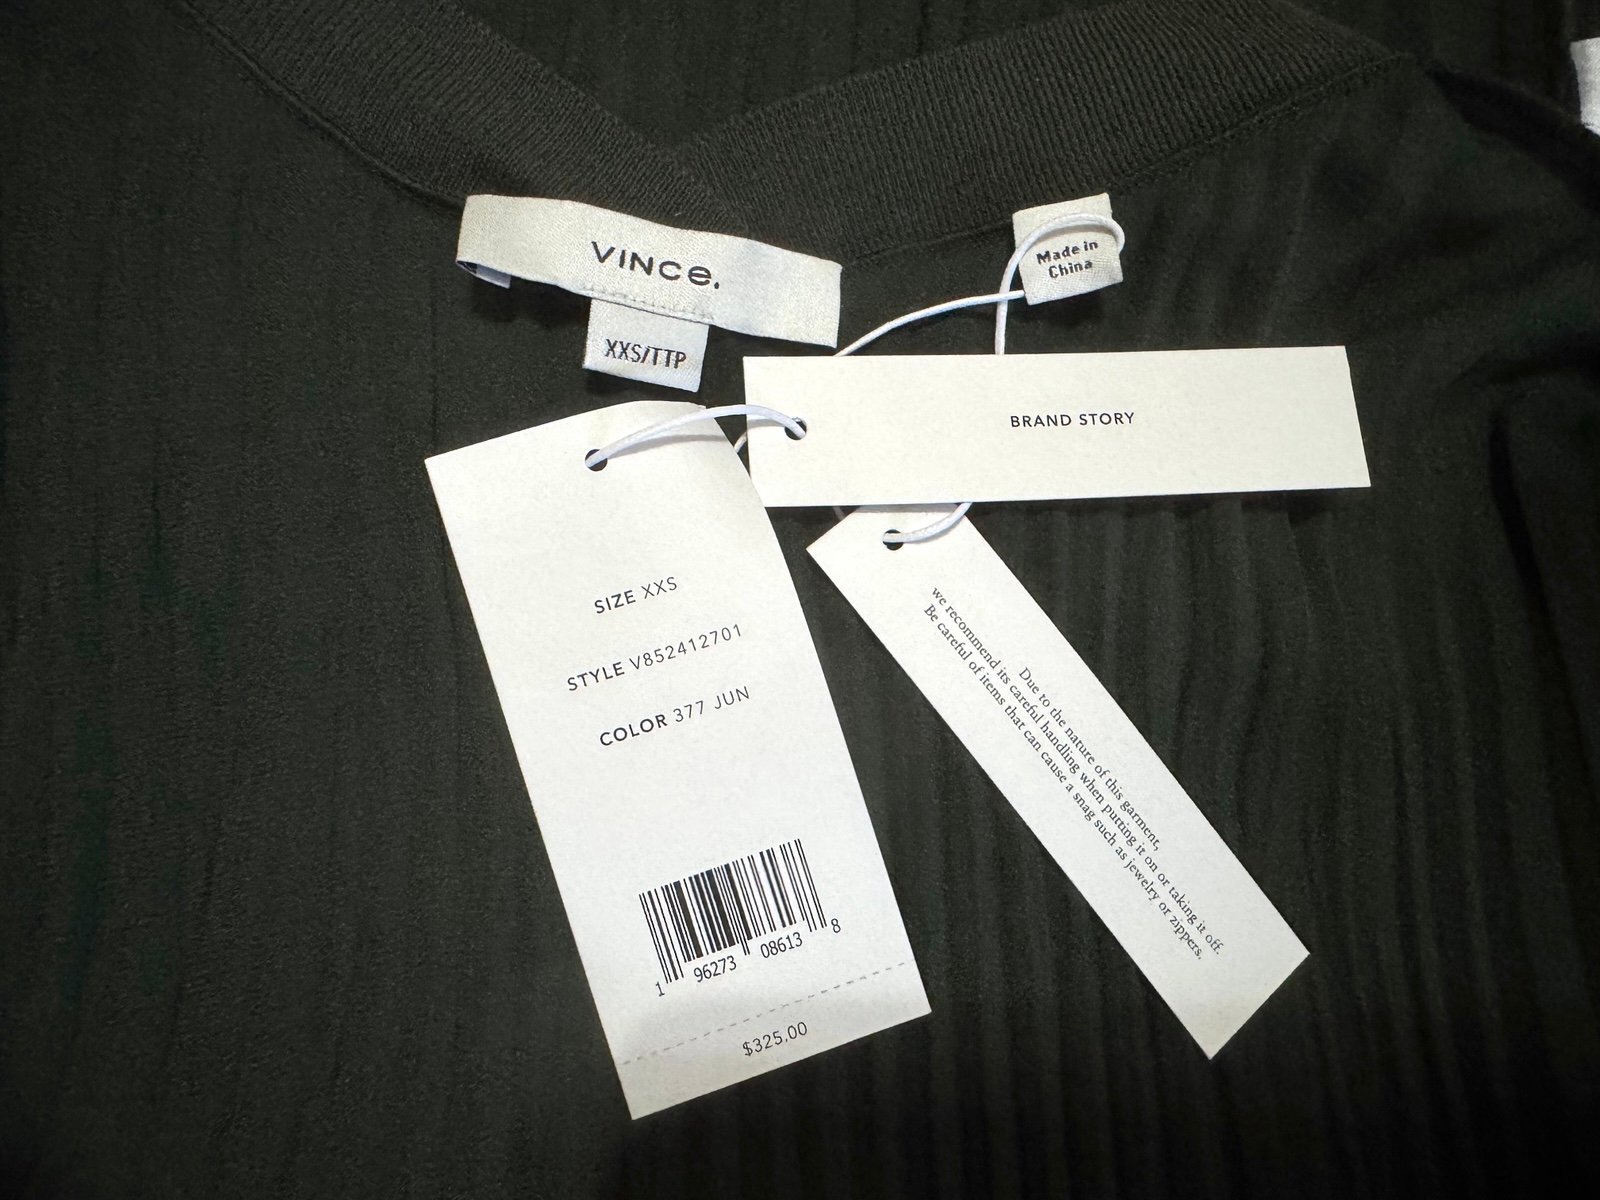 VINCE.
XXS/TTP
Made in
China
BRAND STORY
SIZE XXS
STYLE V852412701
COLOR 377 JUN
1 96273 08613 8
$325.00
Due to the nature of this garment,
we recommend its careful handling when putting it on or taking it off.
Be careful of items that can cause a snag such as jewelry or zippers.